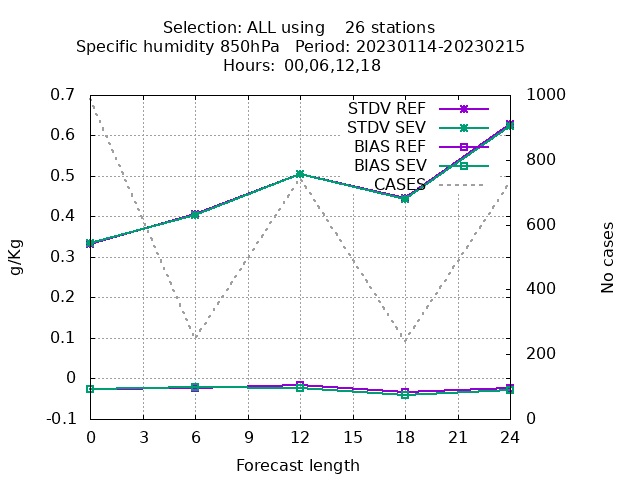 Selection: ALL using    26 stations
Specific humidity 850hPa   Period: 20230114-20230215
Hours: 00,06,12,18
STDV REF
STDV SEV
BIAS REF
BIAS SEV
CASES
g/Kg
0.7
0.6
0.5
0.4
0.3
0.2
0.1
0
-0.1
No cases
1000
800
600
400
200
0
0 3 6 9 12 15 18 21 24
Forecast length